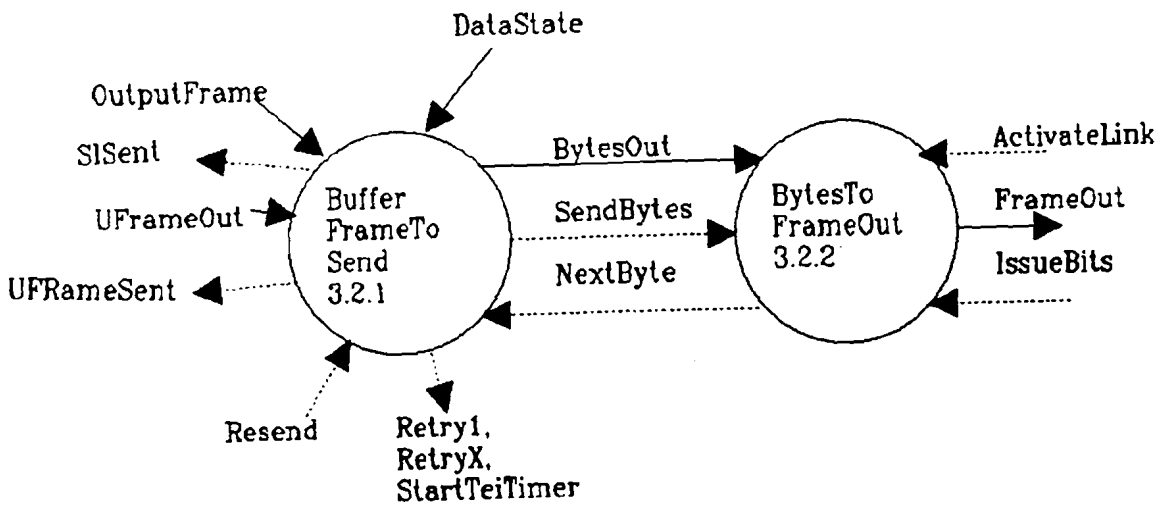 DataState
OutputFrame
SISent
UFrameOut
UFRameSent
Buffer
FrameTo
Send
3.2.1
BytesOut
SendBytes
NextByte
BytesTo
FrameOut
3.2.2
ActivateLink
FrameOut
IssueBits
Resend
Retry1,
RetryX,
StartTeiTimer